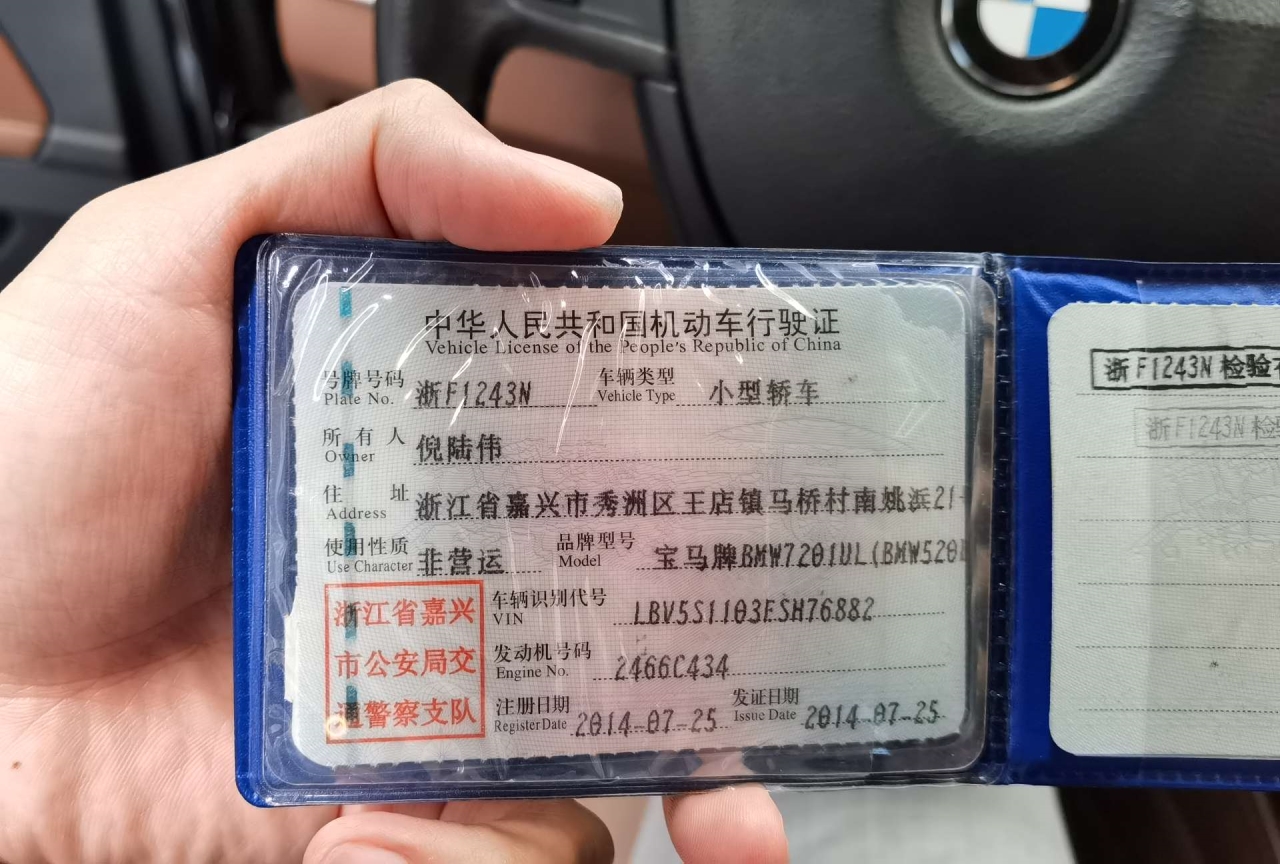 中华人民共和国机动车行驶证
Vehicle License of the People's Republic of China
号牌号码 浙F1243N 车辆类型 小型轿车
Plate No. Vehicle Type
所有人 倪陆伟
Owner
住址 浙江省嘉兴市秀洲区王店镇马桥村南姚浜21
Address
使用性质 非营运 品牌型号 宝马牌BMW7201UL(BMW520
Use Character Model
浙江省嘉兴
市公安局交
通警察支队
车辆识别代号 LBV5S1103ESH76882
VIN
发动机号码 2466C434
Engine No.
注册日期 2014-07-25 发证日期 2014-07-25
Register Date Issue Date
浙F1243N 检验
浙F1243N 检